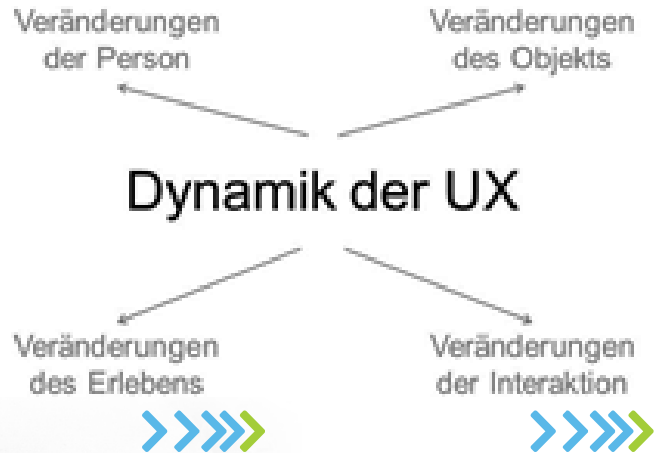 Veränderungen
der Person
Veränderungen
des Objekts
Dynamik der UX
Veränderungen
des Erlebens
Veränderungen
der Interaktion